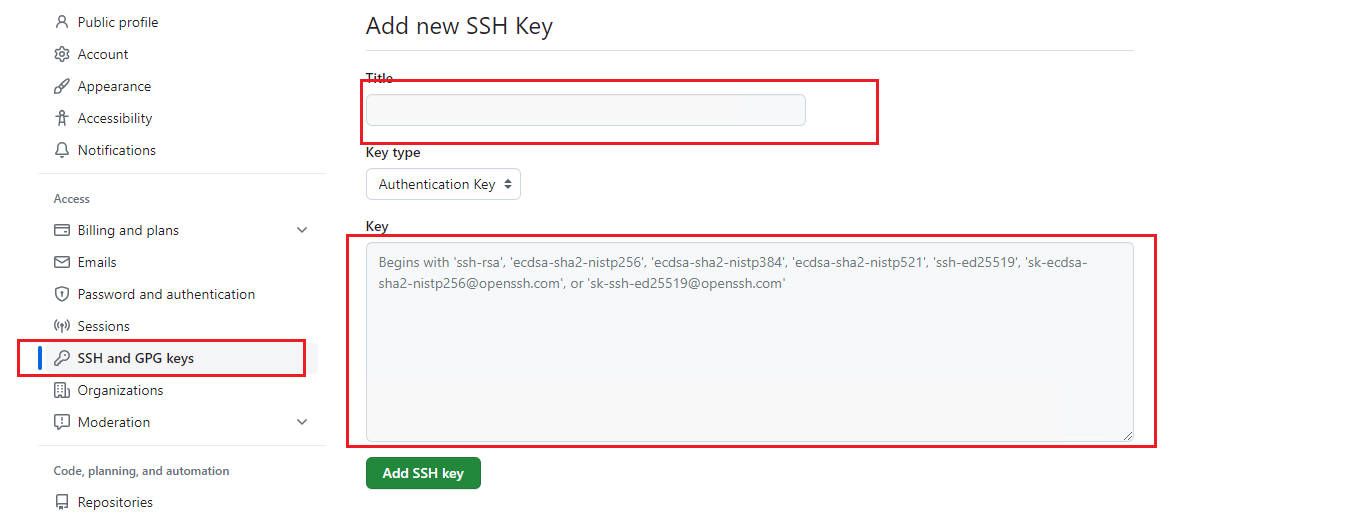 Public profile
Account
Appearance
Accessibility
Notifications
Access
Billing and plans
Emails
Password and authentication
Sessions
SSH and GPG keys
Organizations
Moderation
Code, planning, and automation
Repositories
Add new SSH Key
Title
Key type
Authentication Key
Key
Begins with 'ssh-rsa', 'ecdsa-sha2-nistp256', 'ecdsa-sha2-nistp384', 'ecdsa-sha2-nistp521', 'ssh-ed25519', 'sk-ecdsa-
sha2-nistp256@openssh.com', or 'sk-ssh-ed25519@openssh.com'
Add SSH key